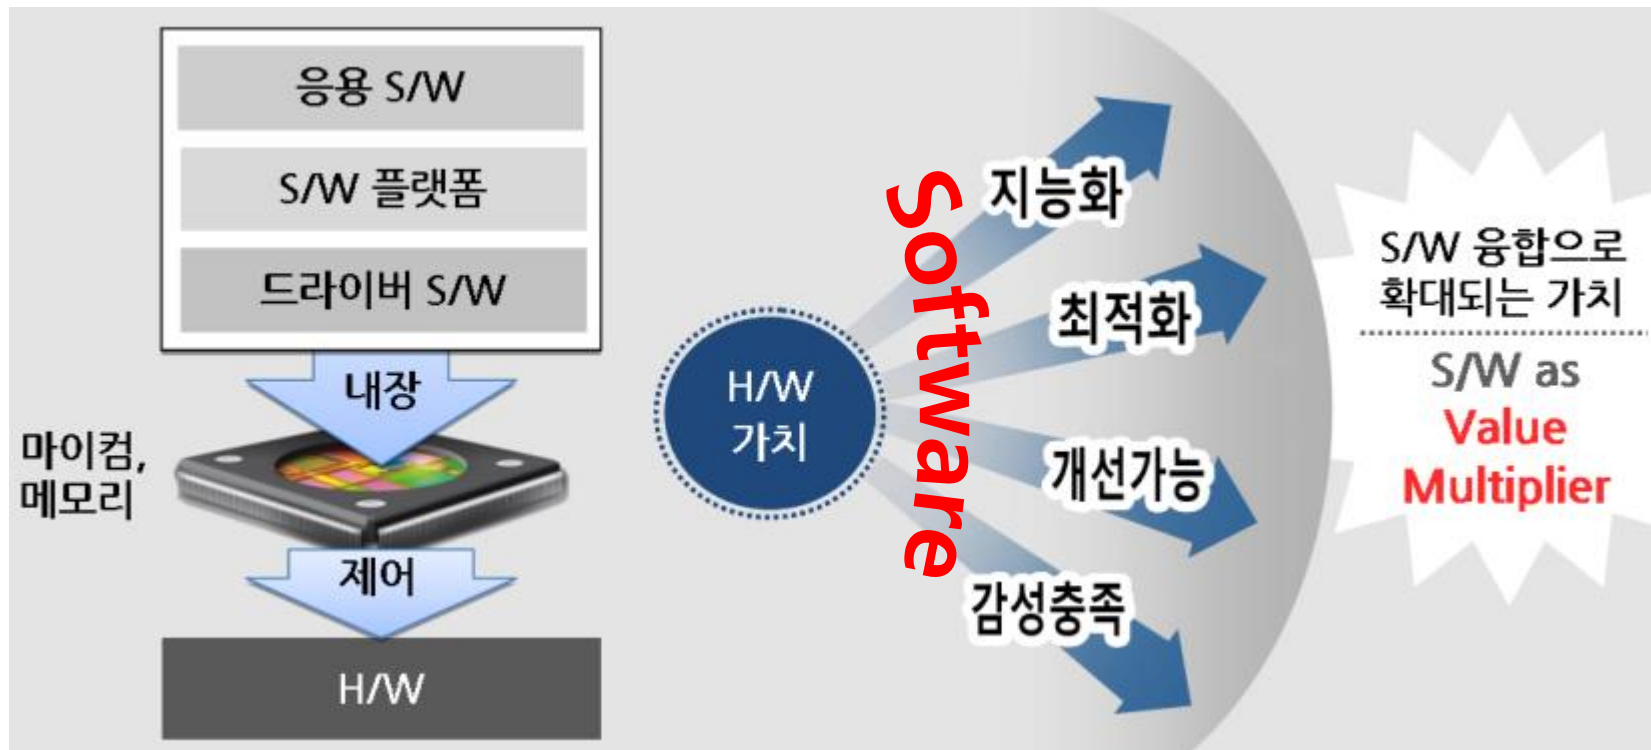 응용 S/W
S/W 플랫폼
드라이버 S/W
내장
마이컴,
메모리
제어
H/W
H/W
가치
Software
지능화
최적화
개선가능
감성충족
S/W 융합으로
확대되는 가치
S/W as
Value
Multiplier